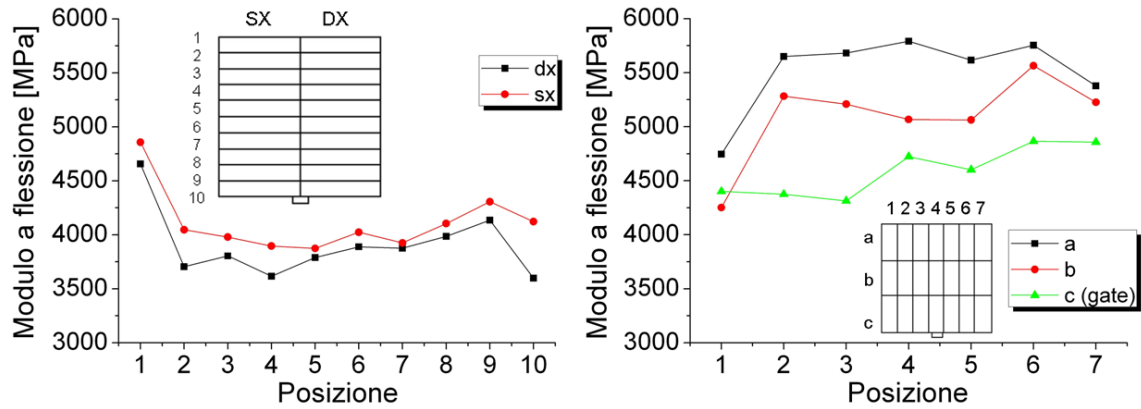 Modulo a flessione [MPa]
6000
5500
5000
4500
4000
3500
3000
SX DX
1
2
3
4
5
6
7
8
9
10
dx
sx
1 2 3 4 5 6 7 8 9 10
Posizione
Modulo a flessione [MPa]
6000
5500
5000
4500
4000
3500
3000
1 2 3 4 5 6 7
a
b
c
a
b
c (gate)
1 2 3 4 5 6 7
Posizione